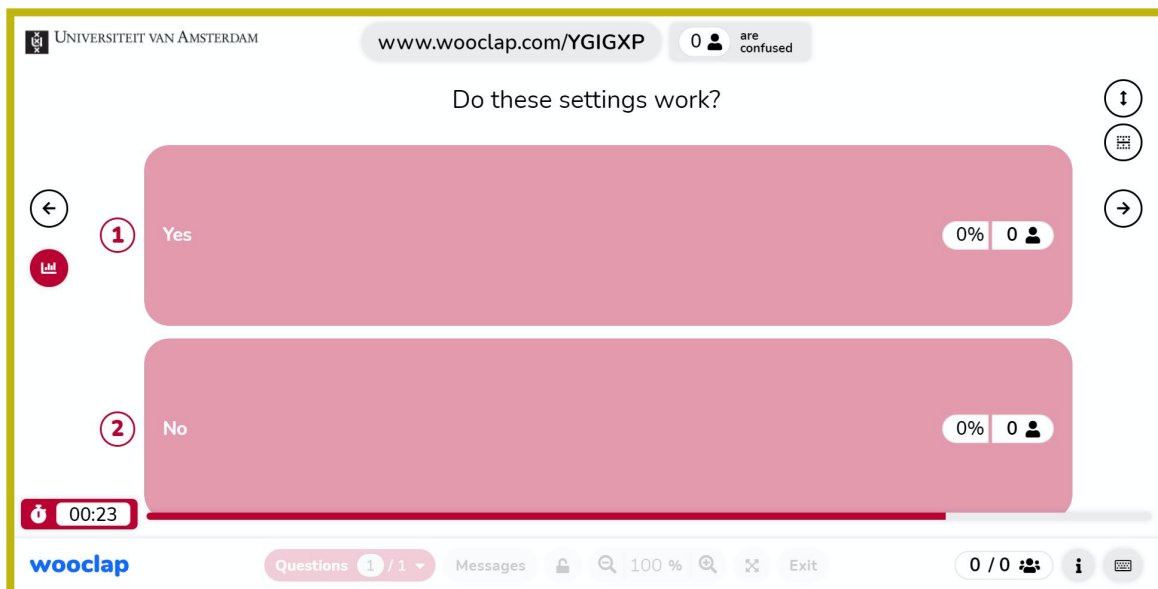 UNIVERSITEIT VAN AMSTERDAM
www.wooclap.com/YGIGXP
0 are confused
Do these settings work?
1 Yes 0% 0
2 No 0% 0
00:23
wooclap
Questions 1 / 1
Messages
100 %
Exit
0 / 0
i